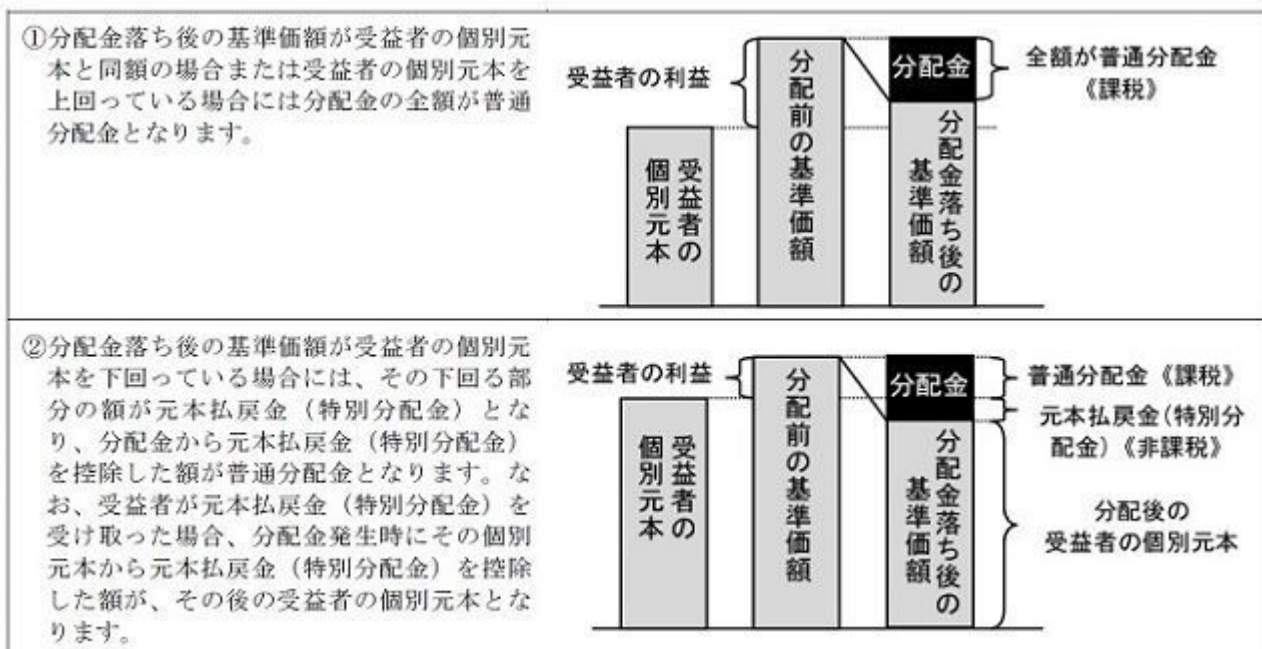 ①分配金落ち後の基準価額が受益者の個別元
本と同額の場合または受益者の個別元本を
上回っている場合には分配金の全額が普通
分配金となります。
受益者の利益
受益者の
個別元本
分配前の基準価額
分配金
分配金落ち後の
基準価額
全額が普通分配金
《課税》
②分配金落ち後の基準価額が受益者の個別元
本を下回っている場合には、その下回る部
分の額が元本払戻金（特別分配金）とな
り、分配金から元本払戻金（特別分配金）
を控除した額が普通分配金となります。な
お、受益者が元本払戻金（特別分配金）を
受け取った場合、分配金発生時にその個別
元本から元本払戻金（特別分配金）を控除
した額が、その後の受益者の個別元本とな
ります。
受益者の利益
受益者の
個別元本
分配前の基準価額
分配金
分配金落ち後の
基準価額
普通分配金《課税》
元本払戻金(特別分
配金)《非課税》
分配後の
受益者の個別元本